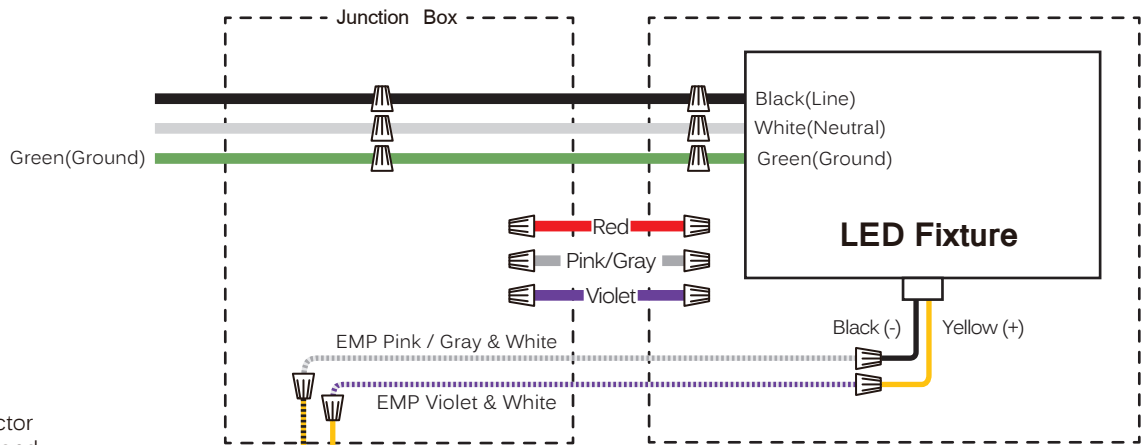 Junction Box
Black(Line)
White(Neutral)
Green(Ground)
Green(Ground)
Red
Pink/Gray
Violet
LED Fixture
Black (-)
Yellow (+)
EMP Pink / Gray & White
EMP Violet & White